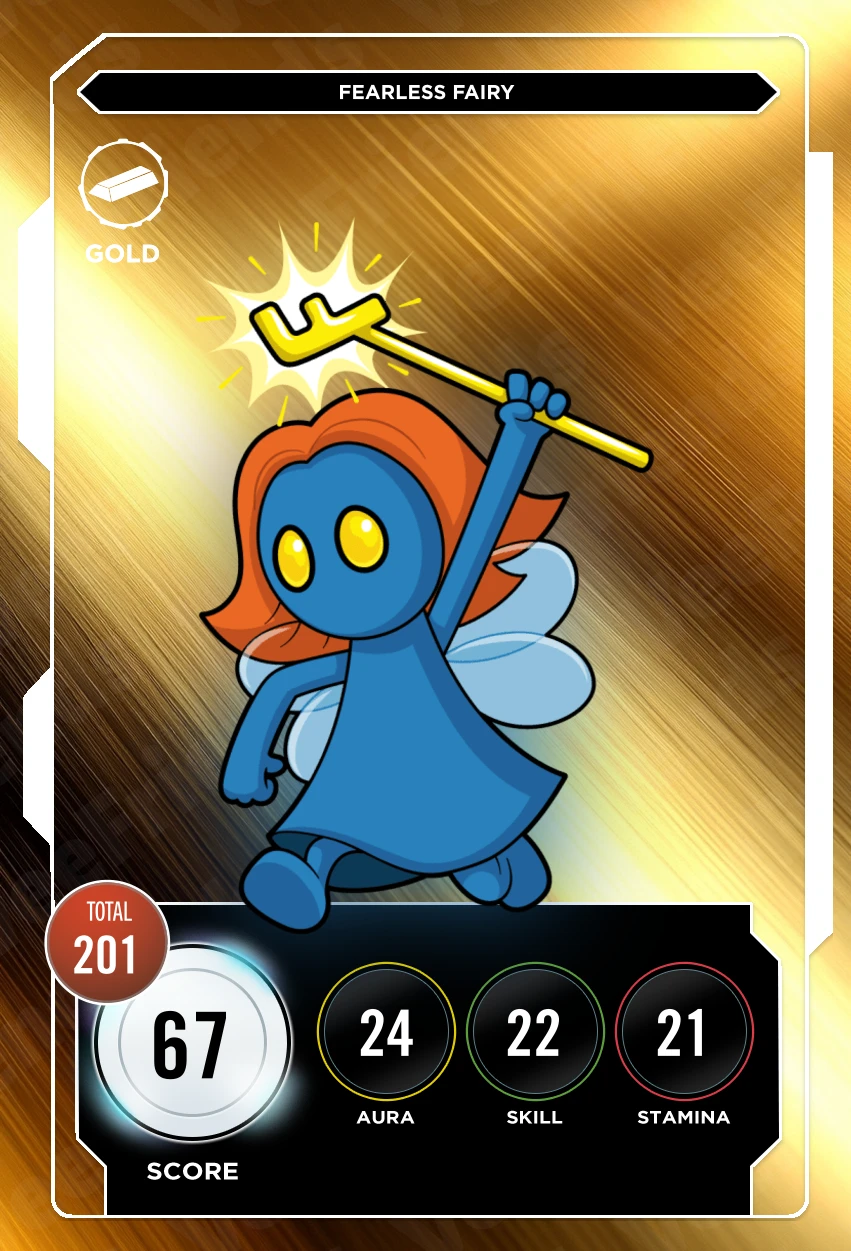 FEARLESS FAIRY
GOLD
F
TOTAL
201
67
SCORE
24
AURA
22
SKILL
21
STAMINA